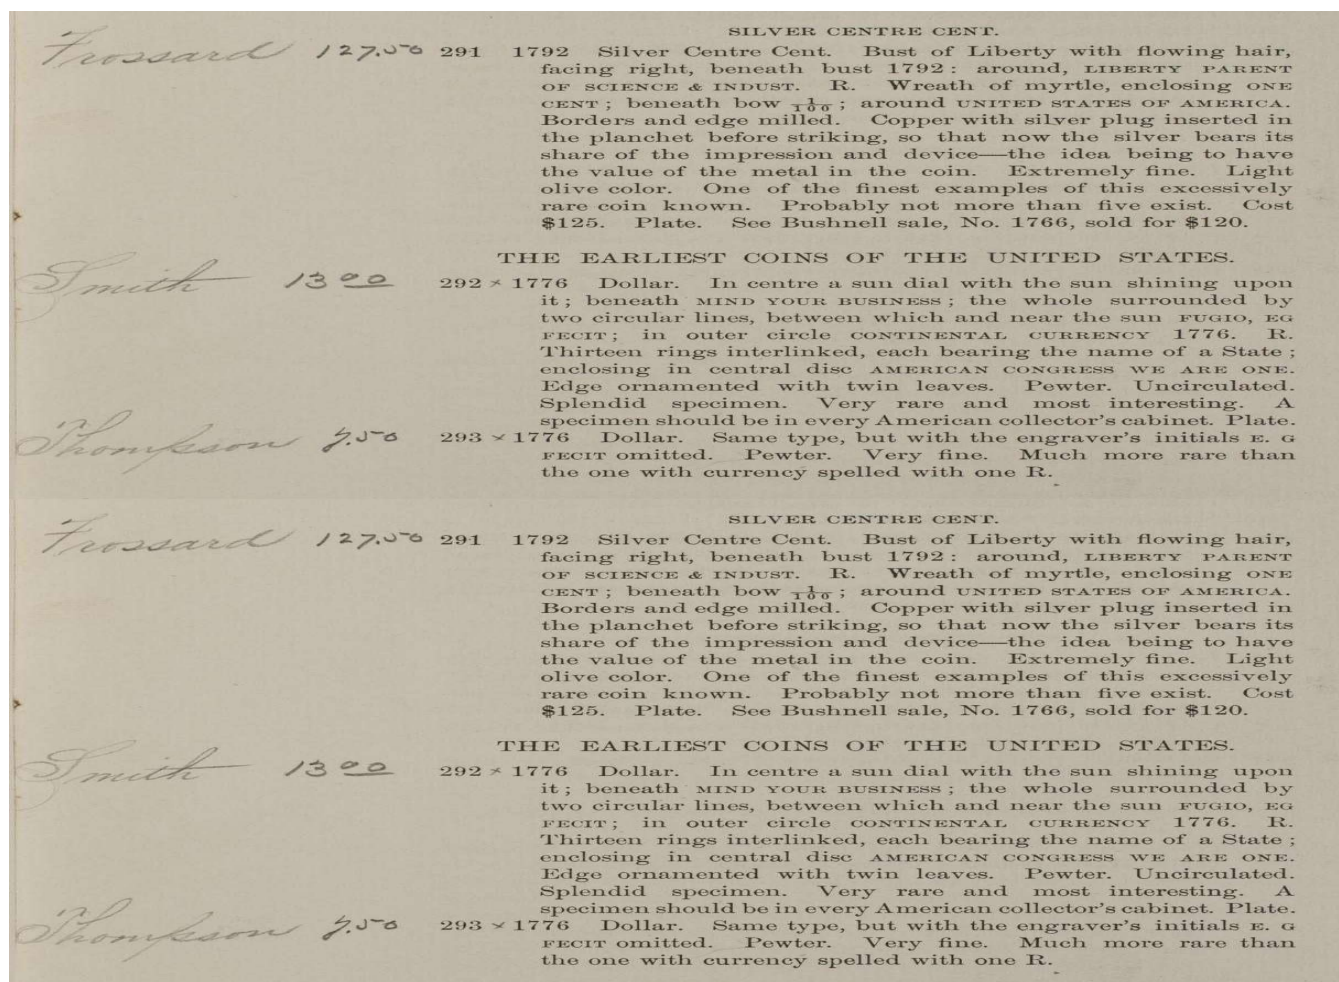 SILVER CENTRE CENT.
Frossard 127.50 291 1792 Silver Centre Cent. Bust of Liberty with flowing hair,
facing right, beneath bust 1792 : around, LIBERTY PARENT
OF SCIENCE & INDUST. R. Wreath of myrtle, enclosing ONE
CENT ; beneath bow 1/100 ; around UNITED STATES OF AMERICA.
Borders and edge milled. Copper with silver plug inserted in
the planchet before striking, so that now the silver bears its
share of the impression and device—the idea being to have
the value of the metal in the coin. Extremely fine. Light
olive color. One of the finest examples of this excessively
rare coin known. Probably not more than five exist. Cost
$125. Plate. See Bushnell sale, No. 1766, sold for $120.
THE EARLIEST COINS OF THE UNITED STATES.
Smith 13 00 292 × 1776 Dollar. In centre a sun dial with the sun shining upon
it ; beneath MIND YOUR BUSINESS ; the whole surrounded by
two circular lines, between which and near the sun FUGIO, EG
FECIT ; in outer circle CONTINENTAL CURRENCY 1776. R.
Thirteen rings interlinked, each bearing the name of a State ;
enclosing in central disc AMERICAN CONGRESS WE ARE ONE.
Edge ornamented with twin leaves. Pewter. Uncirculated.
Splendid specimen. Very rare and most interesting. A
specimen should be in every American collector's cabinet. Plate.
Thompson 7.50 293 × 1776 Dollar. Same type, but with the engraver's initials E. G
FECIT omitted. Pewter. Very fine. Much more rare than
the one with currency spelled with one R.
SILVER CENTRE CENT.
Frossard 127.50 291 1792 Silver Centre Cent. Bust of Liberty with flowing hair,
facing right, beneath bust 1792 : around, LIBERTY PARENT
OF SCIENCE & INDUST. R. Wreath of myrtle, enclosing ONE
CENT ; beneath bow 1/100 ; around UNITED STATES OF AMERICA.
Borders and edge milled. Copper with silver plug inserted in
the planchet before striking, so that now the silver bears its
share of the impression and device—the idea being to have
the value of the metal in the coin. Extremely fine. Light
olive color. One of the finest examples of this excessively
rare coin known. Probably not more than five exist. Cost
$125. Plate. See Bushnell sale, No. 1766, sold for $120.
THE EARLIEST COINS OF THE UNITED STATES.
Smith 13 00 292 × 1776 Dollar. In centre a sun dial with the sun shining upon
it ; beneath MIND YOUR BUSINESS ; the whole surrounded by
two circular lines, between which and near the sun FUGIO, EG
FECIT ; in outer circle CONTINENTAL CURRENCY 1776. R.
Thirteen rings interlinked, each bearing the name of a State ;
enclosing in central disc AMERICAN CONGRESS WE ARE ONE.
Edge ornamented with twin leaves. Pewter. Uncirculated.
Splendid specimen. Very rare and most interesting. A
specimen should be in every American collector's cabinet. Plate.
Thompson 7.50 293 × 1776 Dollar. Same type, but with the engraver's initials E. G
FECIT omitted. Pewter. Very fine. Much more rare than
the one with currency spelled with one R.